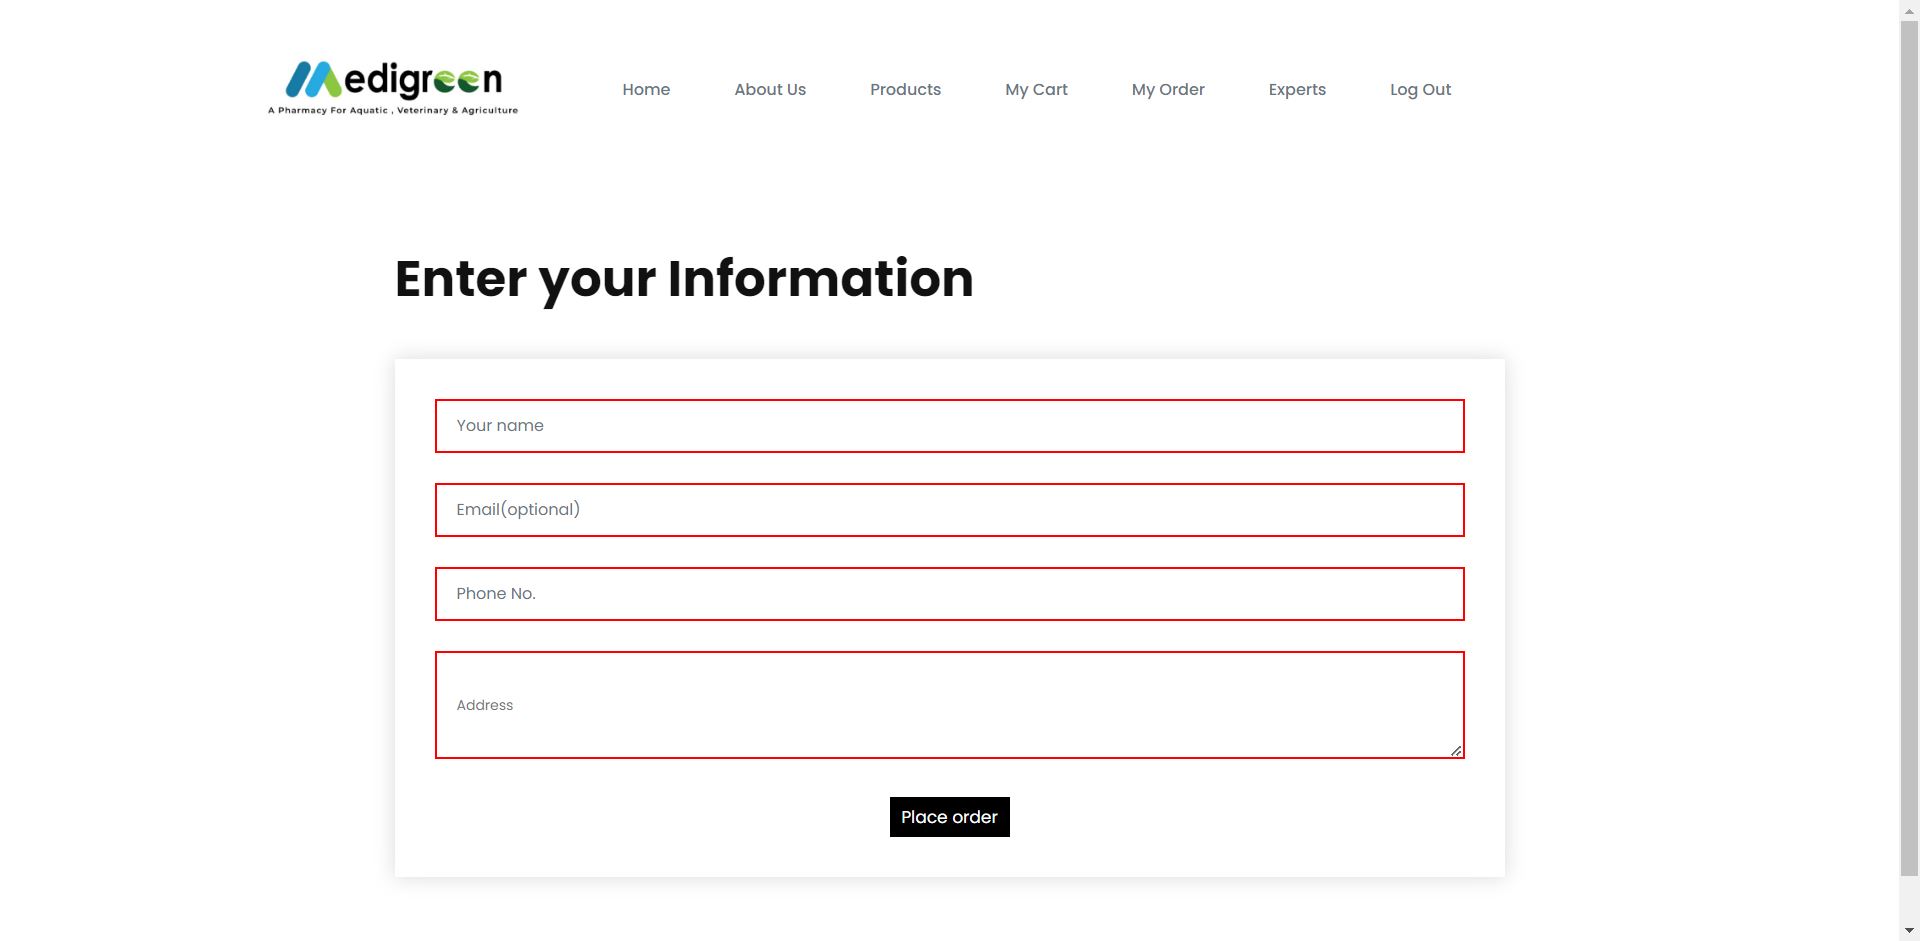 Medigreen
A Pharmacy For Aquatic , Veterinary & Agriculture
Home
About Us
Products
My Cart
My Order
Experts
Log Out
Enter your Information
Your name
Email(optional)
Phone No.
Address
Place order